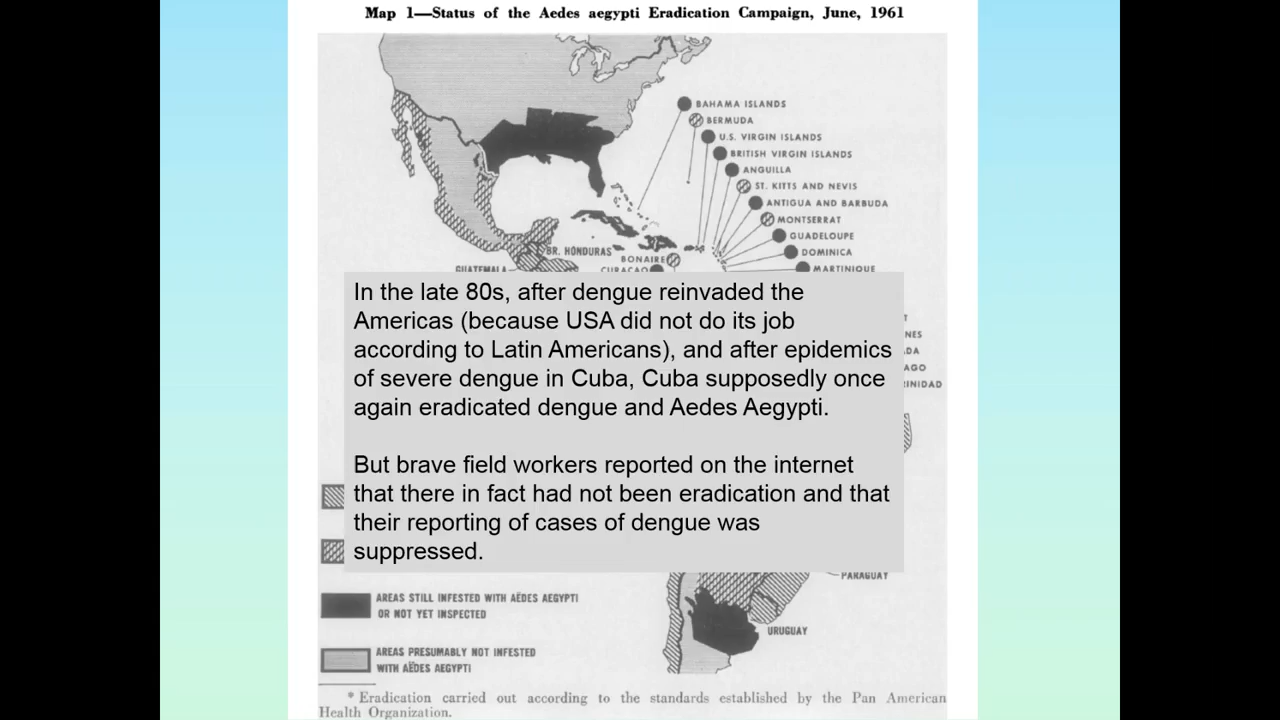 Map 1—Status of the Aedes aegypti Eradication Campaign, June, 1961
BAHAMA ISLANDS
BERMUDA
U.S. VIRGIN ISLANDS
BRITISH VIRGIN ISLANDS
ANGUILLA
ST. KITTS AND NEVIS
ANTIGUA AND BARBUDA
MONTSERRAT
GUADELOUPE
DOMINICA
MARTINIQUE
BR. HONDURAS
BONAIRE
GUATEMALA
CURACAO
In the late 80s, after dengue reinvaded the
Americas (because USA did not do its job
according to Latin Americans), and after epidemics
of severe dengue in Cuba, Cuba supposedly once
again eradicated dengue and Aedes Aegypti.
But brave field workers reported on the internet
that there in fact had not been eradication and that
their reporting of cases of dengue was
suppressed.
PARAGUAY
URUGUAY
AREAS STILL INFESTED WITH AËDES AEGYPTI
OR NOT YET INSPECTED
AREAS PRESUMABLY NOT INFESTED
WITH AËDES AEGYPTI
* Eradication carried out according to the standards established by the Pan American
Health Organization.